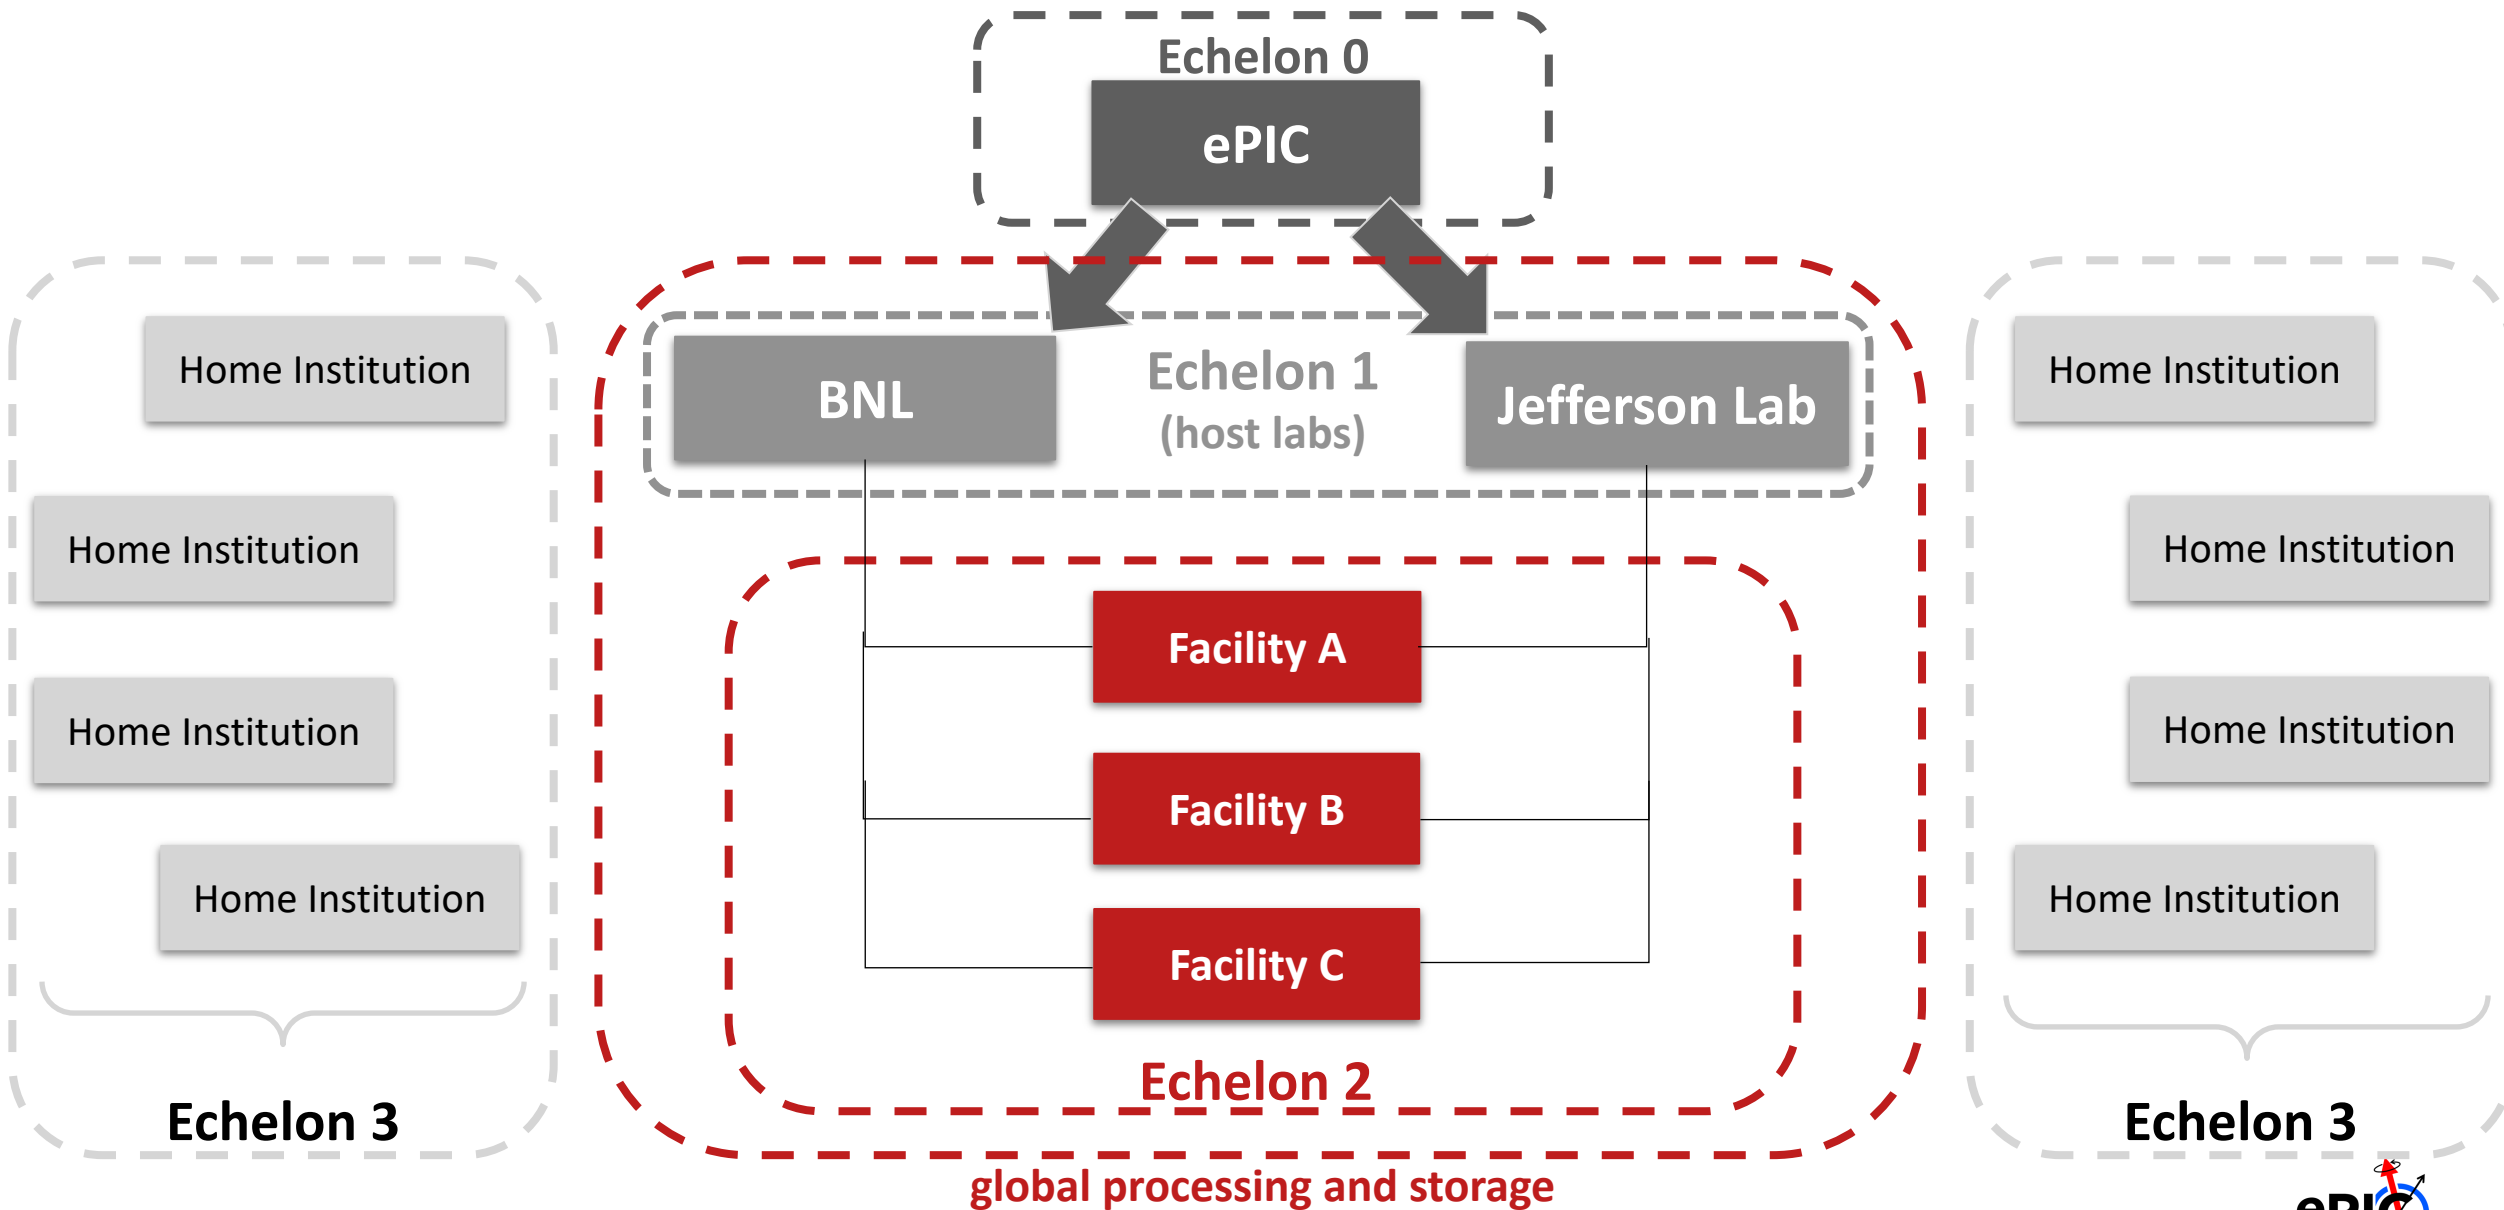 Echelon 0
ePIC
BNL
Echelon 1
(host labs)
Jefferson Lab
Home Institution
Home Institution
Home Institution
Home Institution
Echelon 3
Facility A
Facility B
Facility C
Echelon 2
global processing and storage
Home Institution
Home Institution
Home Institution
Home Institution
Echelon 3
ePIC